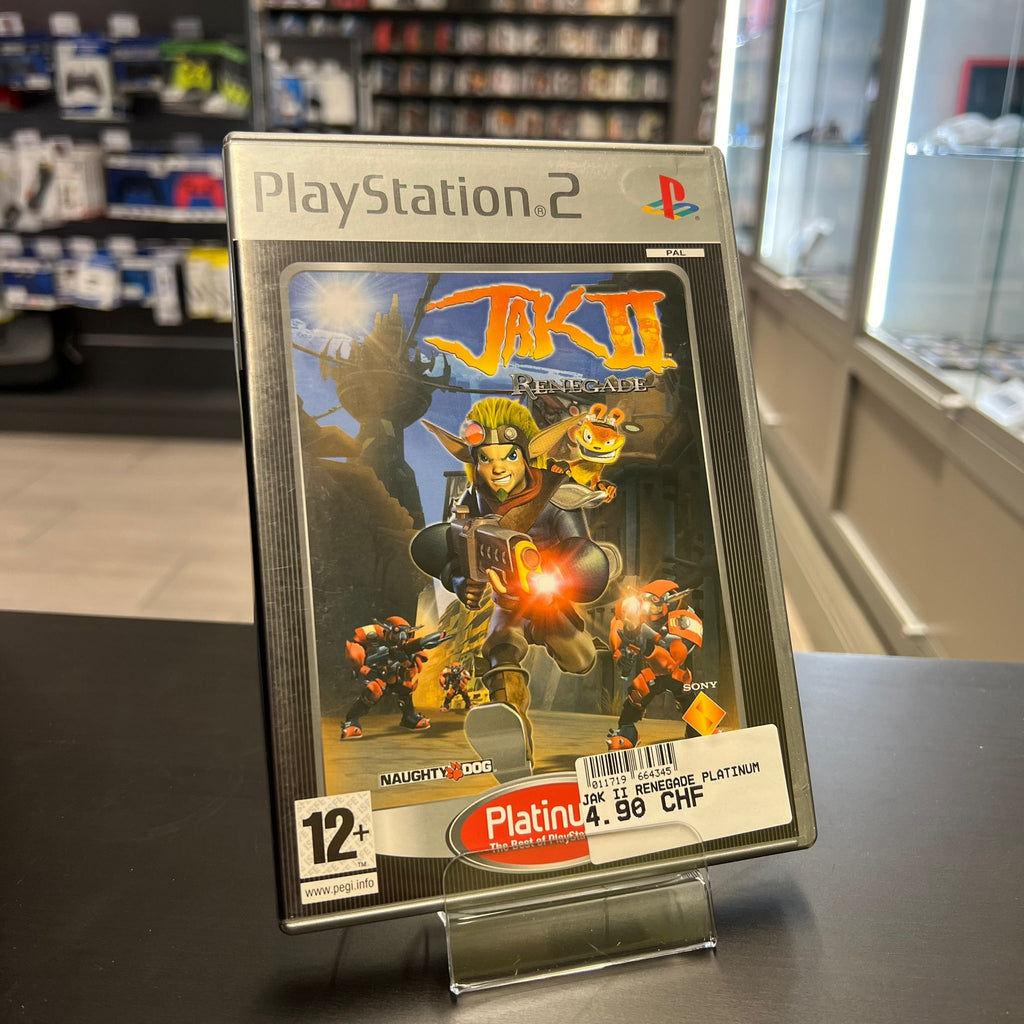 PlayStation®2
PAL
JAK II
RENEGADE
SONY
NAUGHTY DOG
011719 664345
JAK II RENEGADE PLATINUM
4.90 CHF
Platinu
The Best of PlaySta
12+
TM
www.pegi.info